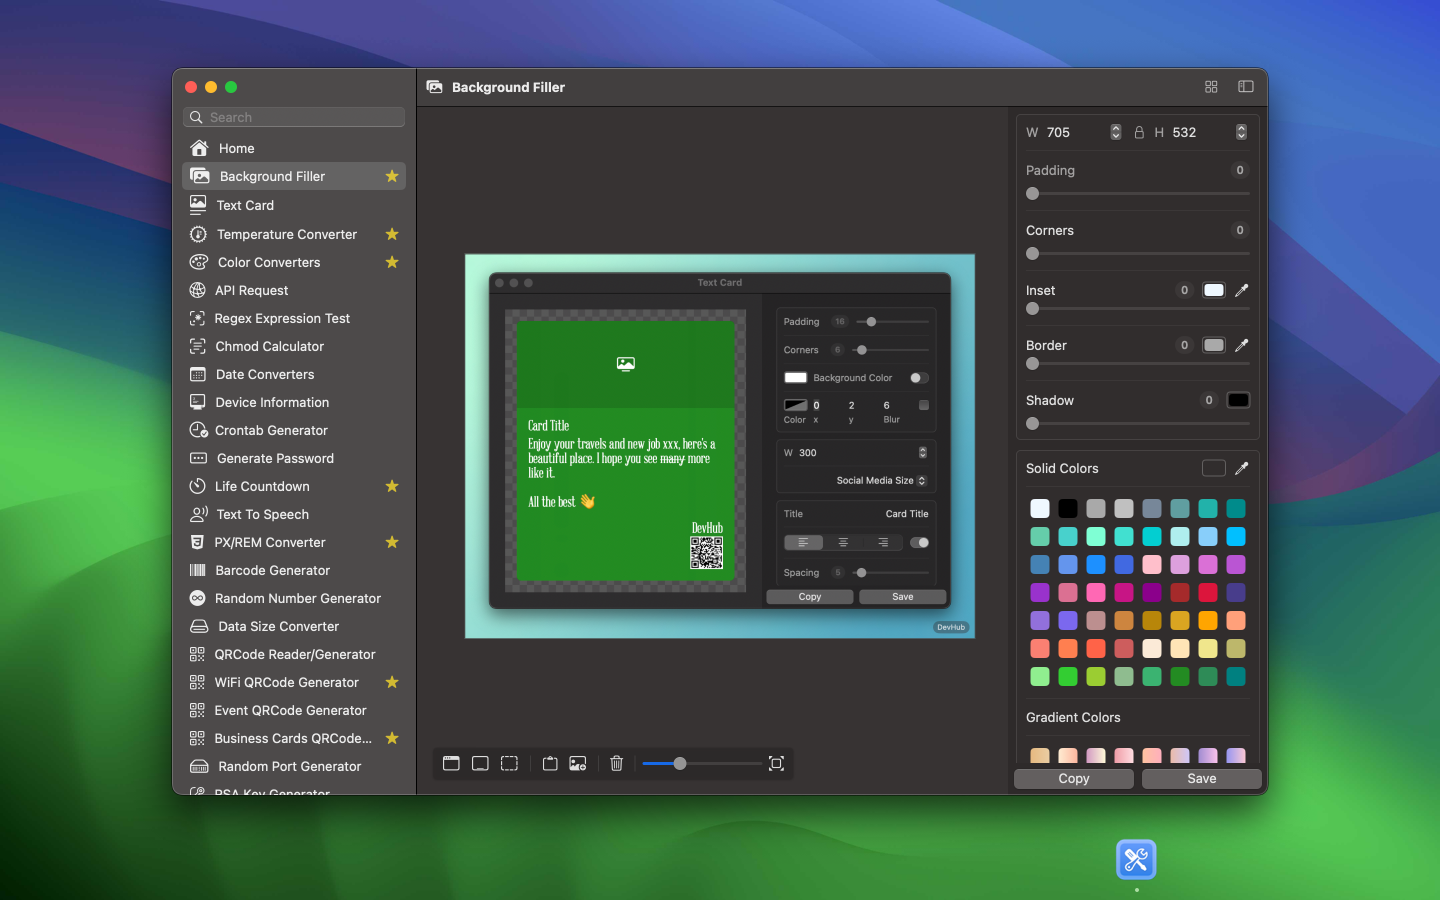 Background Filler
Search
Home
Background Filler
Text Card
Temperature Converter
Color Converters
API Request
Regex Expression Test
Chmod Calculator
Date Converters
Device Information
Crontab Generator
Generate Password
Life Countdown
Text To Speech
PX/REM Converter
Barcode Generator
Random Number Generator
Data Size Converter
QRCode Reader/Generator
WiFi QRCode Generator
Event QRCode Generator
Business Cards QRCode...
Random Port Generator
RSA Key Generator
Text Card
Card Title
Enjoy your travels and new job xxx, here's a
beautiful place. I hope you see many more
like it.
All the best 👋
DevHub
Padding 16
Corners 6
Background Color
0 2 6
Color x y Blur
W 300
Social Media Size
Title Card Title
Spacing 5
Copy Save
DevHub
W 705 H 532
Padding 0
Corners 0
Inset 0
Border 0
Shadow 0
Solid Colors
Gradient Colors
Copy Save